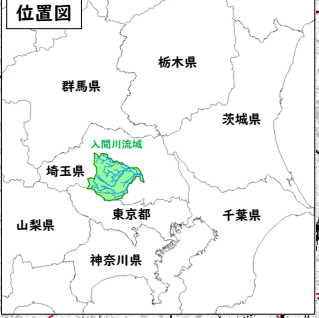 位置図
栃木県
群馬県
茨城県
入間川流域
埼玉県
東京都
千葉県
山梨県
神奈川県